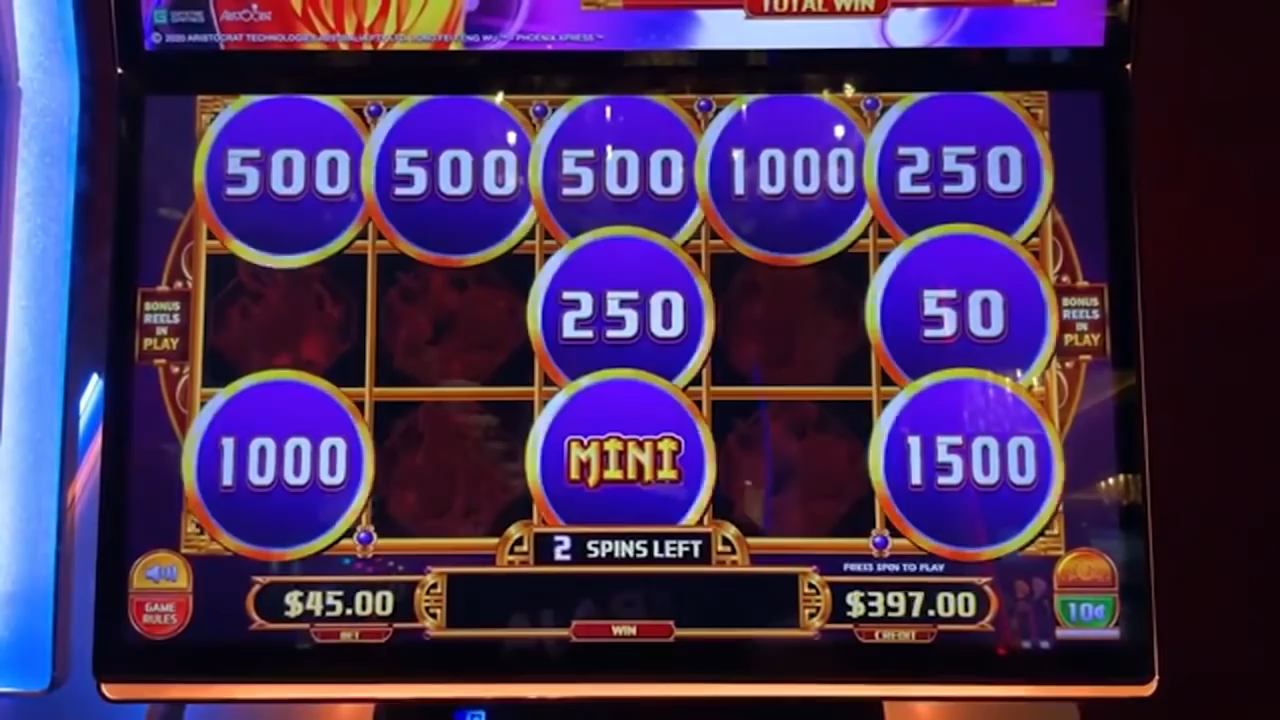 TOTAL WIN
ARISTOCRAT
500 500 500 1000 250
250 50
BONUS REELS IN PLAY
BONUS REELS IN PLAY
1000 MINI 1500
2 SPINS LEFT
PRESS SPIN TO PLAY
GAME RULES
$45.00
BET
WIN
$397.00
CREDIT
10¢